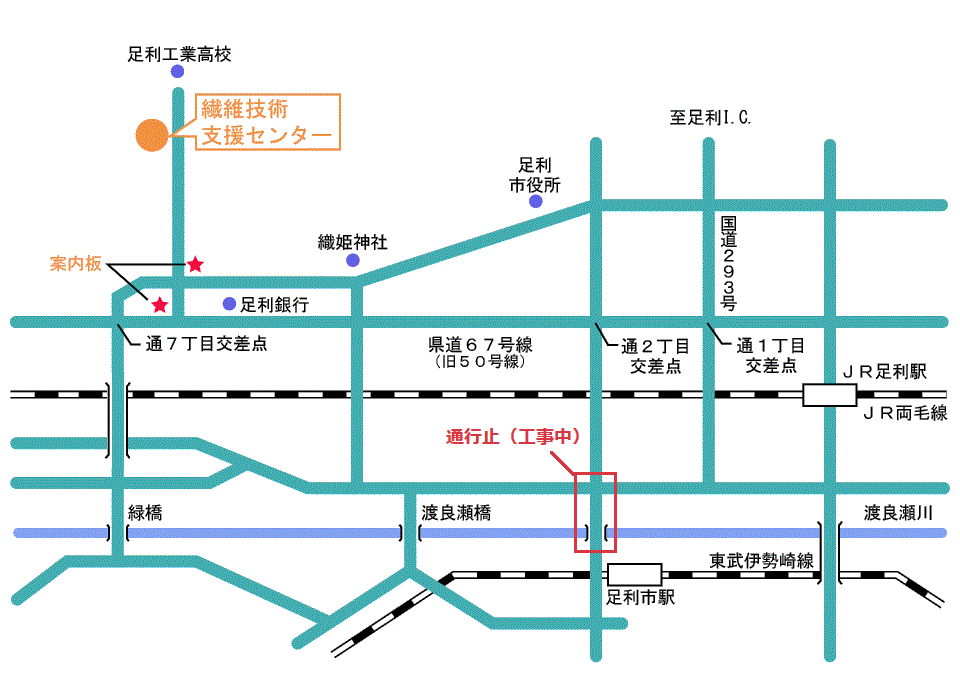 足利工業高校
繊維技術
支援センター
至足利I.C.
足利
市役所
国道293号
織姫神社
案内板
足利銀行
通7丁目交差点
県道67号線
(旧50号線)
通2丁目
交差点
通1丁目
交差点
JR足利駅
JR両毛線
通行止（工事中）
緑橋
渡良瀬橋
渡良瀬川
東武伊勢崎線
足利市駅